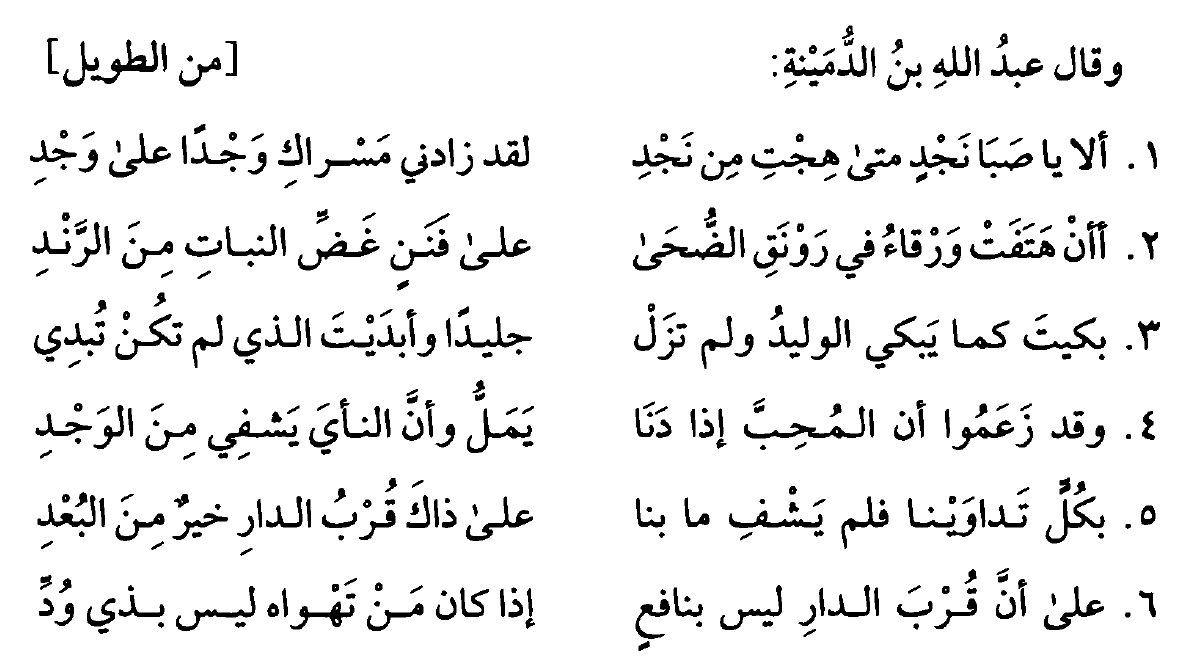 وقال عبدُ اللهِ بنُ الدُّمَيْنةِ: [من الطويل]
١. ألا يا صَبَا نَجْدٍ متىٰ هِجْتِ مِن نَجْدِ لقد زادني مَسْراكِ وَجْدًا علىٰ وَجْدِ
٢. أأنْ هَتَفَتْ وَرْقاءُ في رَوْنَقِ الضُّحَىٰ علىٰ فَنَنٍ غَضِّ النباتِ مِنَ الرَّنْدِ
٣. بكيتَ كما يَبكي الوليدُ ولم تزَلْ جليدًا وأبدَيْتَ الذي لم تكُنْ تُبدِي
٤. وقد زَعَمُوا أن المُحِبَّ إذا دَنَا يَمَلُّ وأنَّ النأيَ يَشفِي مِنَ الوَجْدِ
٥. بكُلٍّ تَداوَيْنا فلم يَشْفِ ما بنا علىٰ ذاكَ قُرْبُ الدارِ خيرٌ مِنَ البُعْدِ
٦. علىٰ أنَّ قُرْبَ الدارِ ليس بنافعٍ إذا كان مَنْ تَهْواه ليس بذي وُدِّ